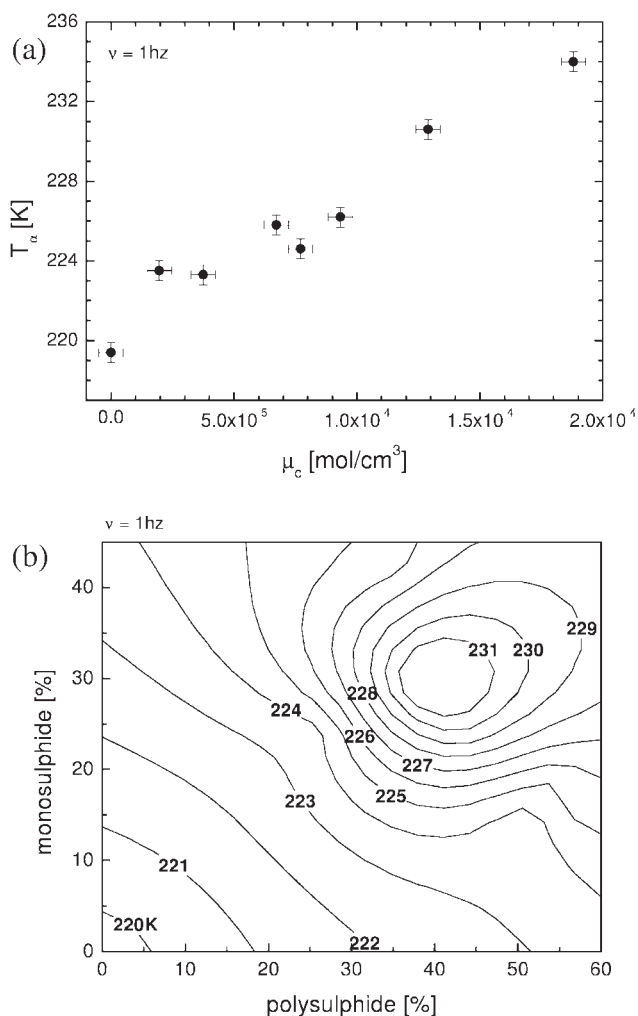 236
(a)
ν = 1hz
232
228
T_α [K]
224
220
0.0 5.0x10^5 1.0x10^4 1.5x10^4 2.0x10^4
μ_c [mol/cm^3]
ν = 1hz
(b)
40
30
20
10
0
monosulphide [%]
229
231 230
228
224
226
227
223
225
221
220K
222
0 10 20 30 40 50 60
polysulphide [%]